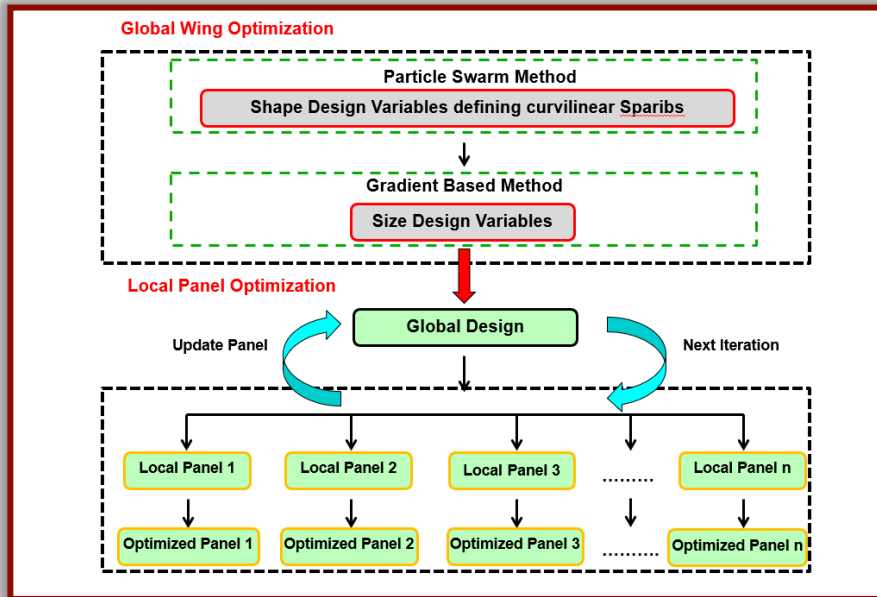 Global Wing Optimization
Particle Swarm Method
Shape Design Variables defining curvilinear Sparibs
Gradient Based Method
Size Design Variables
Local Panel Optimization
Global Design
Update Panel
Next Iteration
Local Panel 1
Local Panel 2
Local Panel 3
.........
Local Panel n
Optimized Panel 1
Optimized Panel 2
Optimized Panel 3
..........
Optimized Panel n